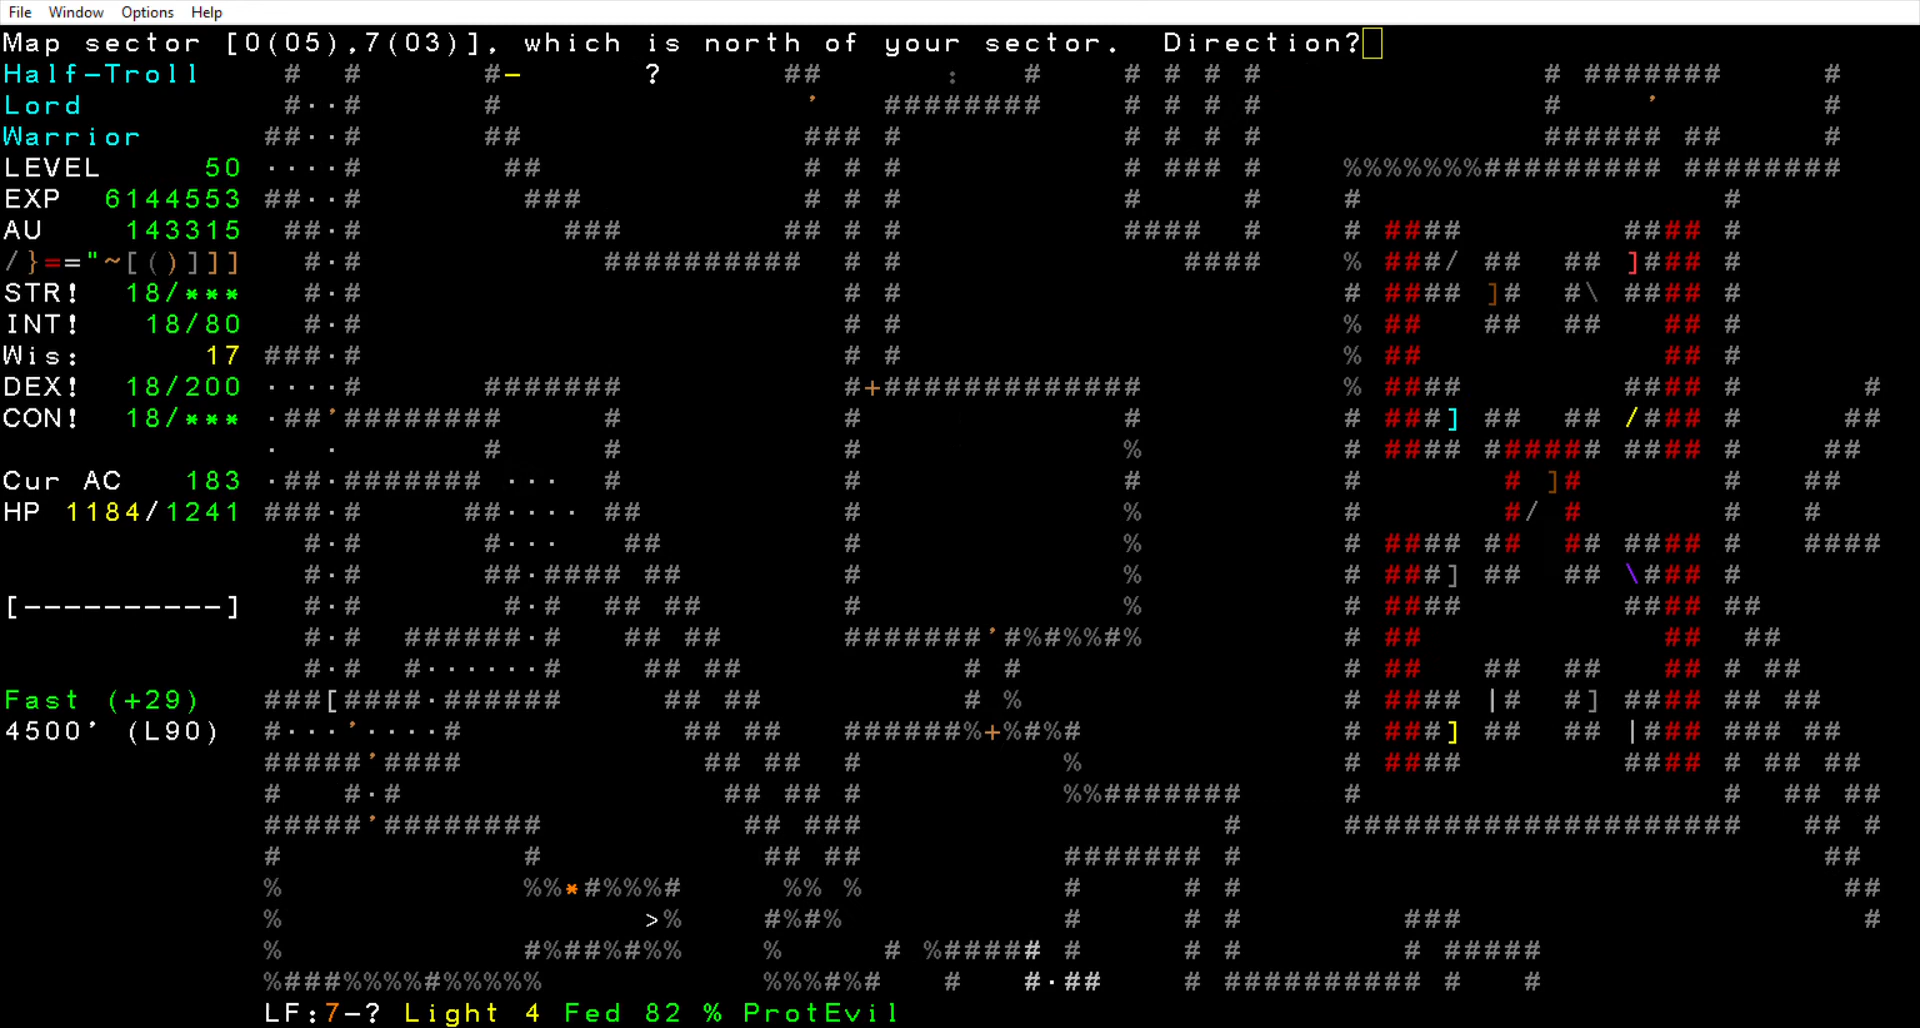 File Window Options Help
Map sector [0(05),7(03)], which is north of your sector. Direction?
Half-Troll # # #- ? ## : # # # # # # ####### #
Lord #..# # ' ######## # # # # # ' #
Warrior ##..# ## ### # # # # # ###### ## #
LEVEL 50 ....# ## # # # # ### # %%%%%%%######### ########
EXP 6144553 ##..# ### # # # # # # #
AU 143315 ##.# ### ## # # #### # # #### #### #
/}=="~[()]]] #.# ########## # # #### % ###/ ## ## ]### #
STR! 18/*** #.# # # # #### ]# #\ #### #
INT! 18/80 #.# # # % ## ## ## ## #
Wis: 17 ###.# # # % ## ## #
DEX! 18/200 ....# ####### #+############# % #### #### # #
CON! 18/*** .##'######## # # # # ###] ## ## /### # ##
. . # # # % # #### ###### #### # ##
Cur AC 183 .##.####### ... # # # # # ]# # ##
HP 1184/1241 ###.# ##.... ## # % # #/ # # #
#.# #... ## # % # #### ## ## #### # ####
#.# ##.#### ## # % # ###] ## ## \### #
[----------] #.# #.# ## ## # % # #### #### ##
#.# ######.# ## ## #######'#%#%%#% # ## ## ##
#.# #......# ## ## # # # ## ## ## ## # ##
Fast (+29) ###[####.###### ## ## # % # #### |# #] #### ## ##
4500' (L90) #...'....# ## ## ######%+%#%# # ###] ## ## |### ### ##
#####'#### ## ## # % # #### #### # ## ##
# #.# ## ## # %%####### # # ## ##
#####'######## ## ### # #################### ## #
# # ## ## ####### # ##
% %%*#%%%# %% % # # # ##
% >% #%#% # # # ### #
% #%##%#%% % # %##### # # # # #####
%###%%%%#%%%%% %%%#%# # #.## # ########## # #
LF:7-? Light 4 Fed 82 % ProtEvil